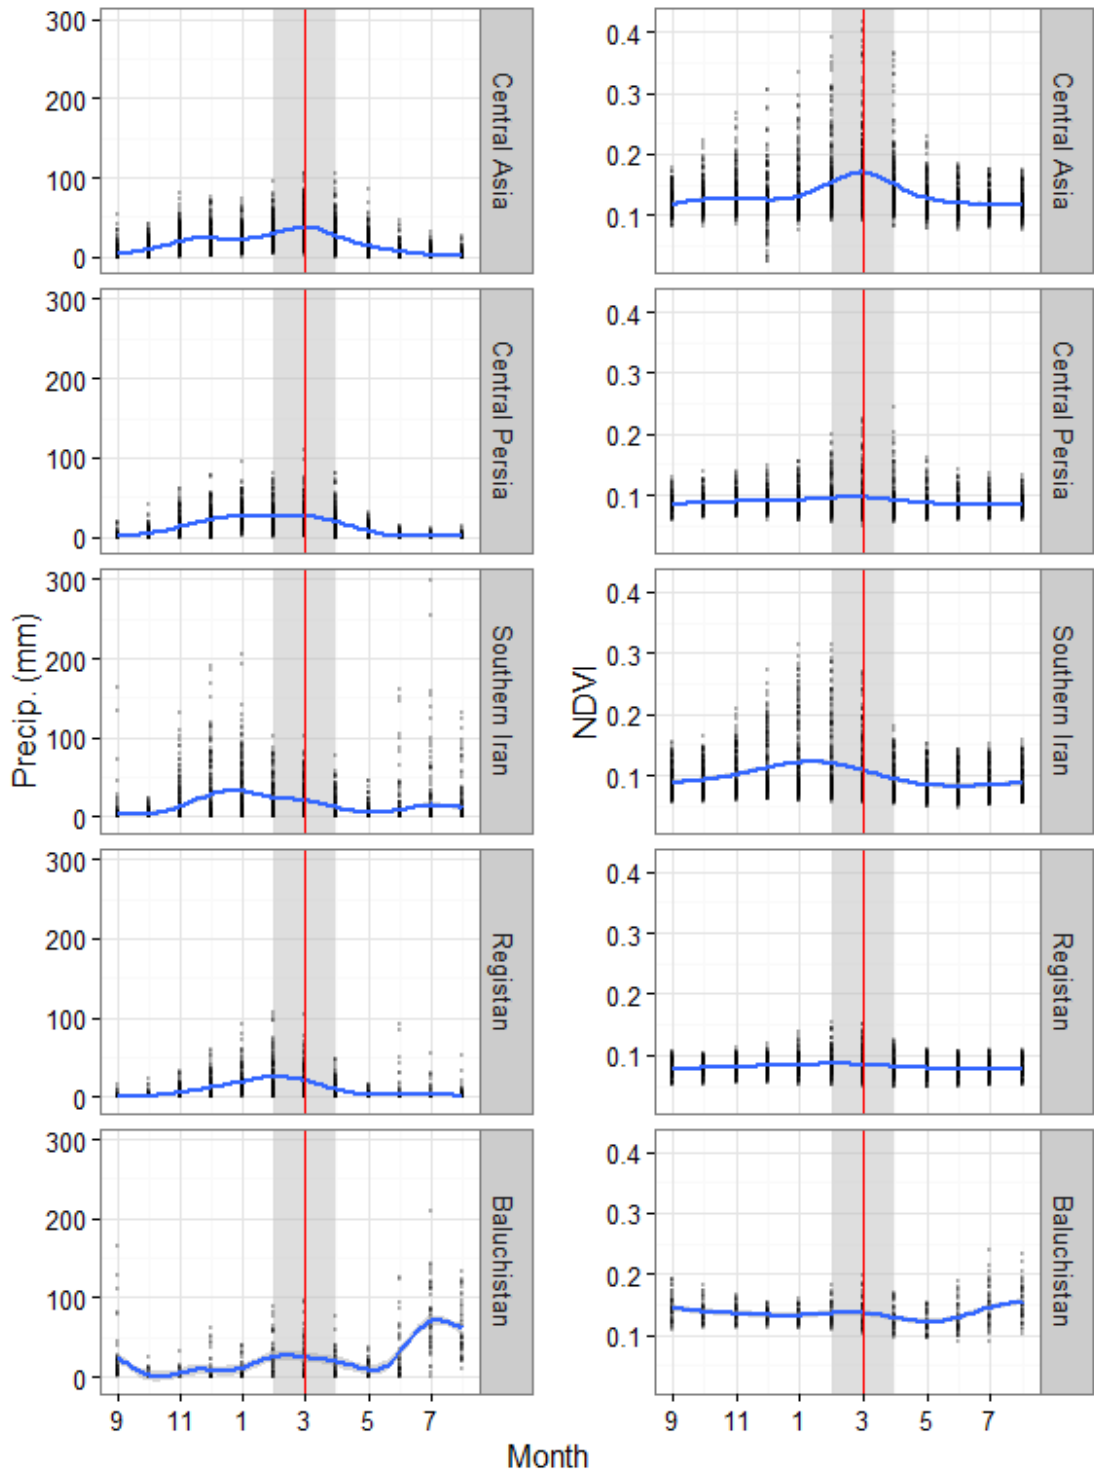 300
200
100
0
Central Asia
0.4
0.3
0.2
0.1
Central Asia
300
200
100
0
Central Persia
0.4
0.3
0.2
0.1
Central Persia
300
200
100
0
Southern Iran
0.4
0.3
0.2
0.1
Southern Iran
Precip. (mm)
NDVI
300
200
100
0
Registan
0.4
0.3
0.2
0.1
Registan
300
200
100
0
Baluchistan
0.4
0.3
0.2
0.1
Baluchistan
9 11 1 3 5 7
9 11 1 3 5 7
Month